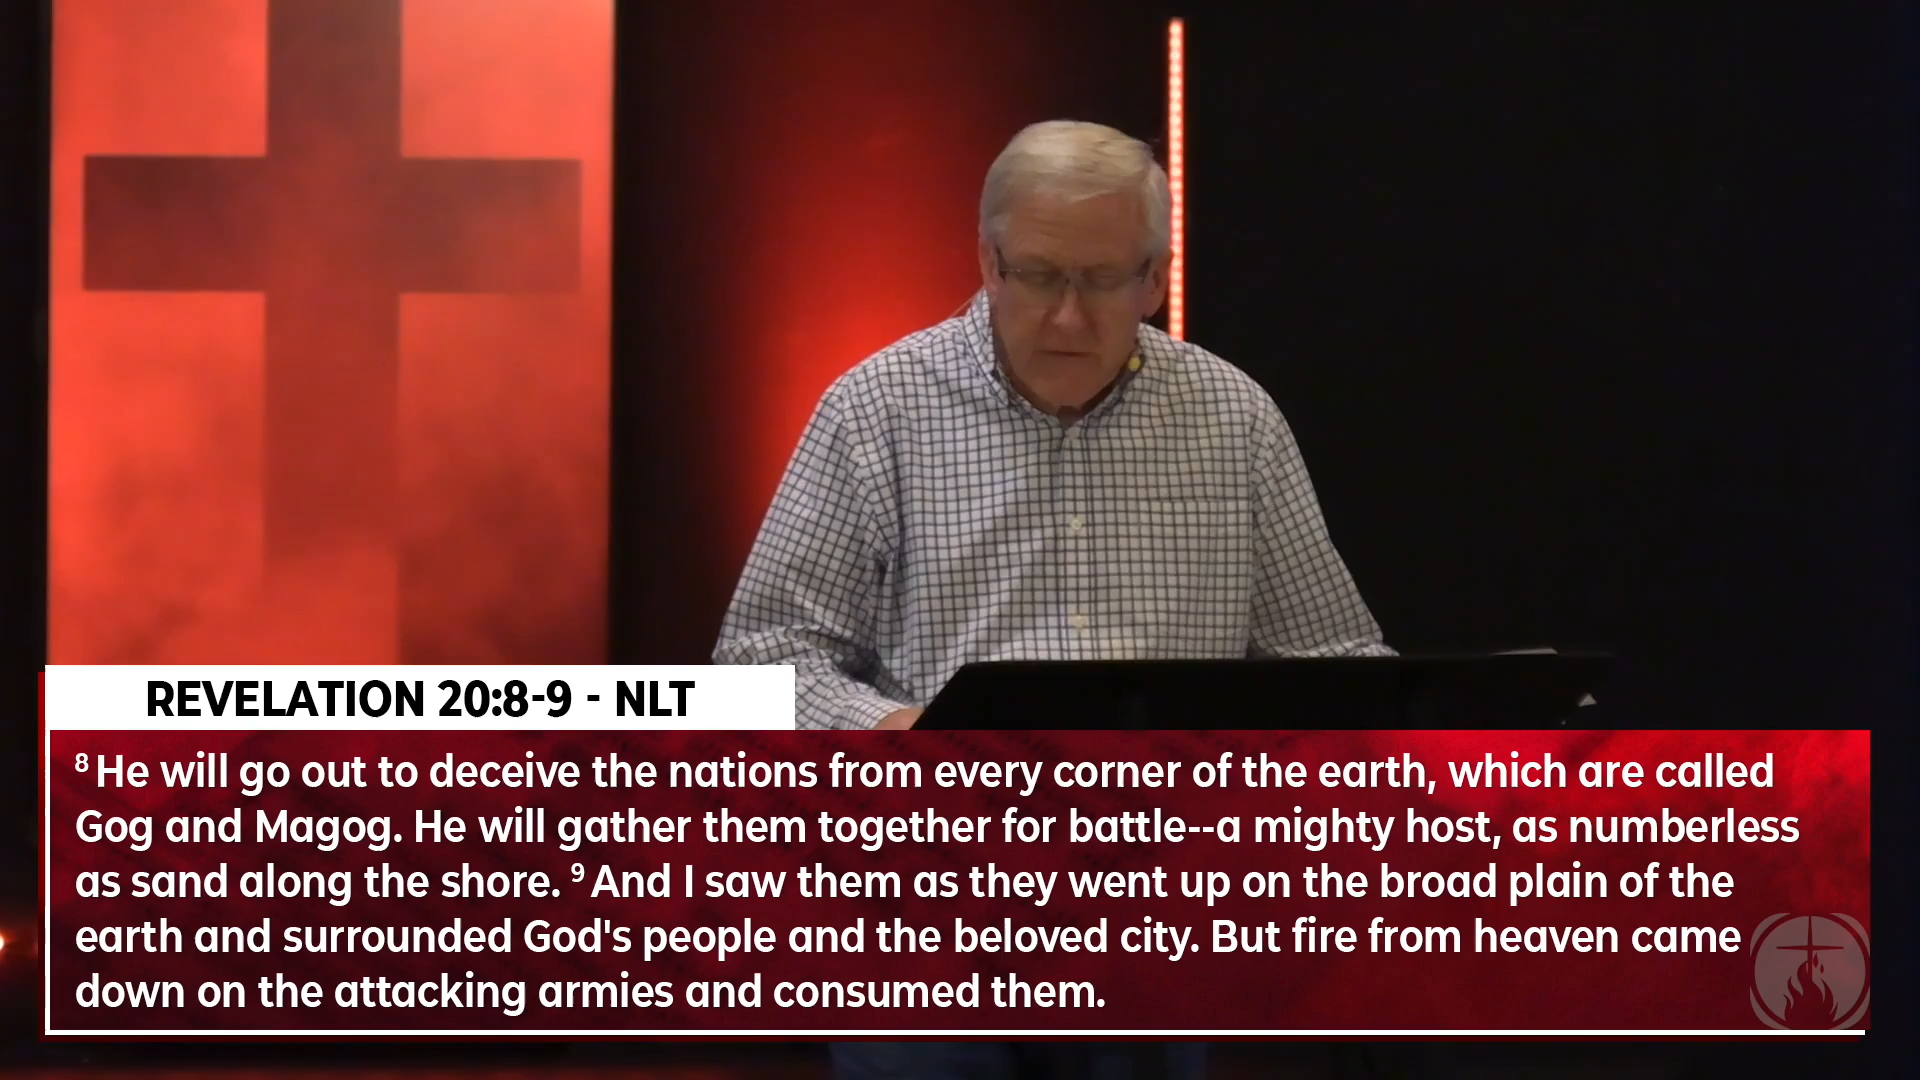 REVELATION 20:8-9 - NLT
8 He will go out to deceive the nations from every corner of the earth, which are called
Gog and Magog. He will gather them together for battle--a mighty host, as numberless
as sand along the shore. 9 And I saw them as they went up on the broad plain of the
earth and surrounded God's people and the beloved city. But fire from heaven came
down on the attacking armies and consumed them.